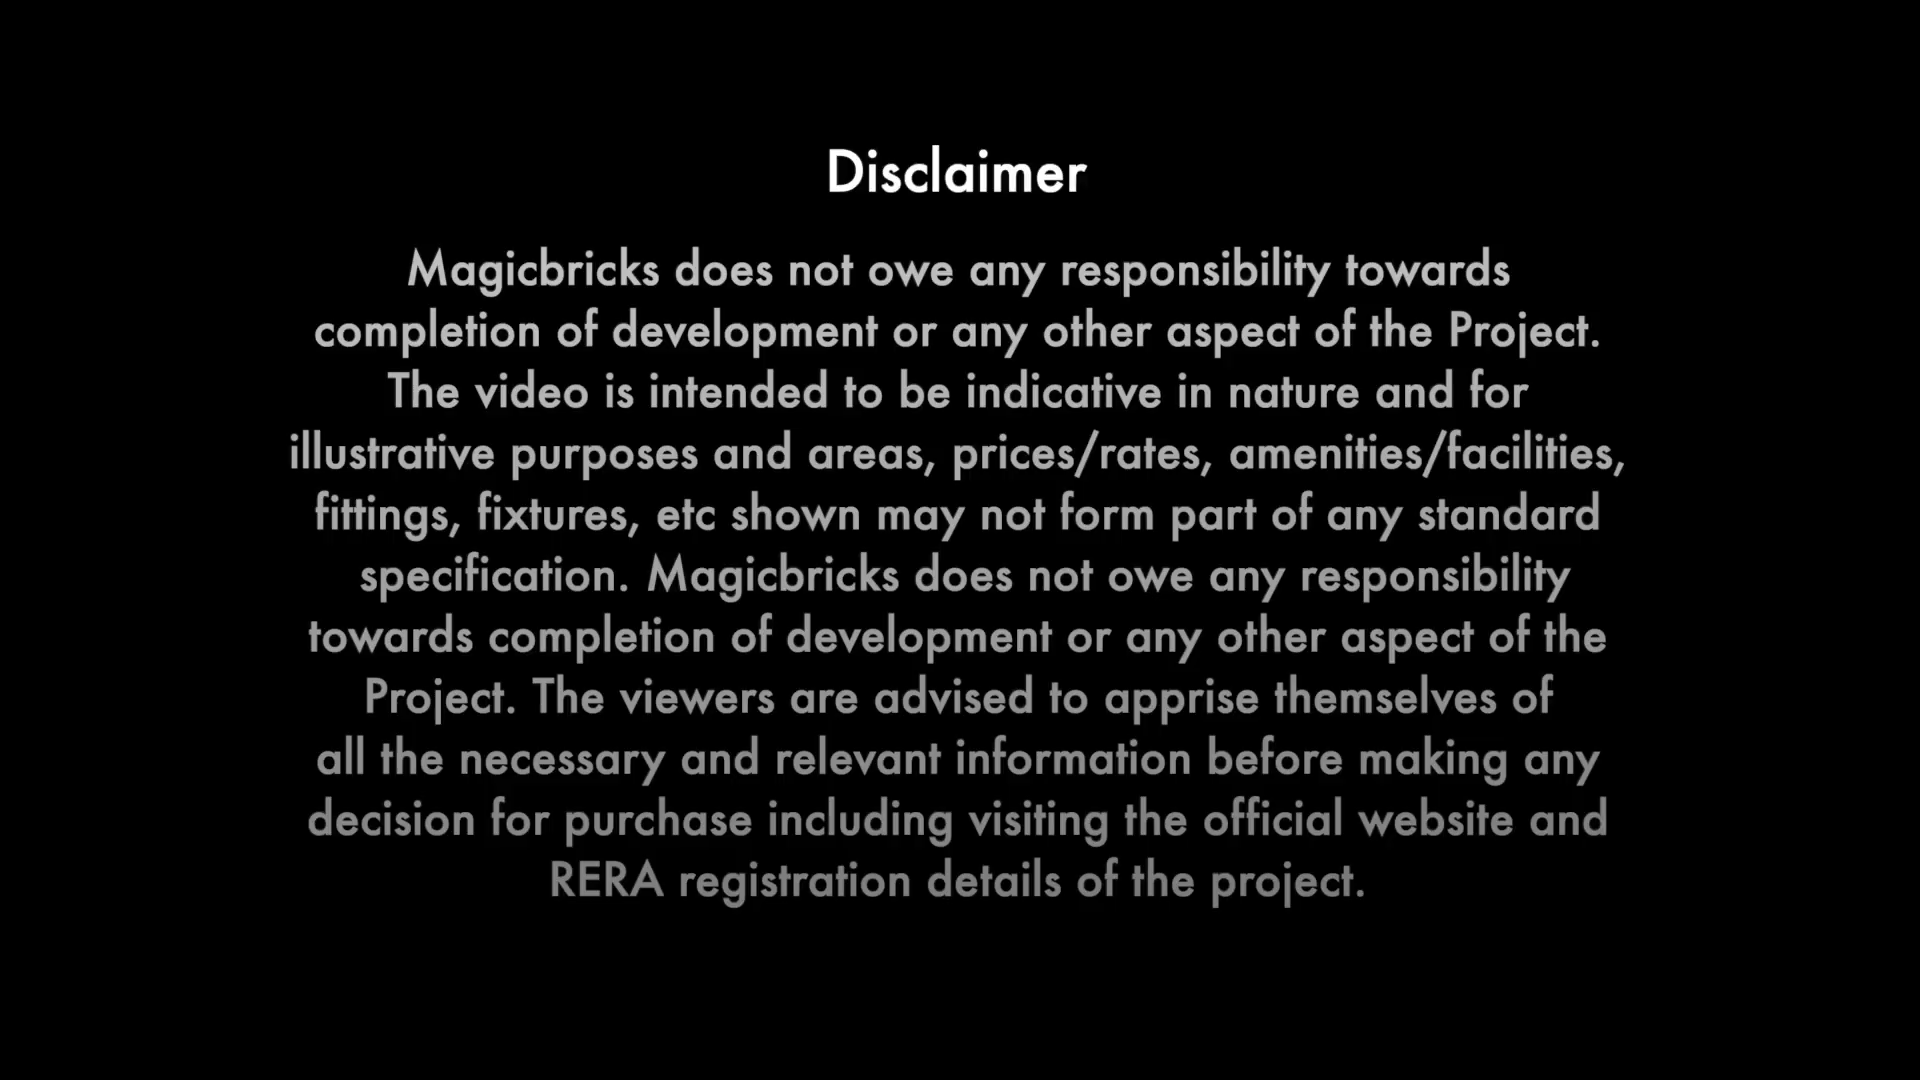 Disclaimer
Magicbricks does not owe any responsibility towards
completion of development or any other aspect of the Project.
The video is intended to be indicative in nature and for
illustrative purposes and areas, prices/rates, amenities/facilities,
fittings, fixtures, etc shown may not form part of any standard
specification. Magicbricks does not owe any responsibility
towards completion of development or any other aspect of the
Project. The viewers are advised to apprise themselves of
all the necessary and relevant information before making any
decision for purchase including visiting the official website and
RERA registration details of the project.